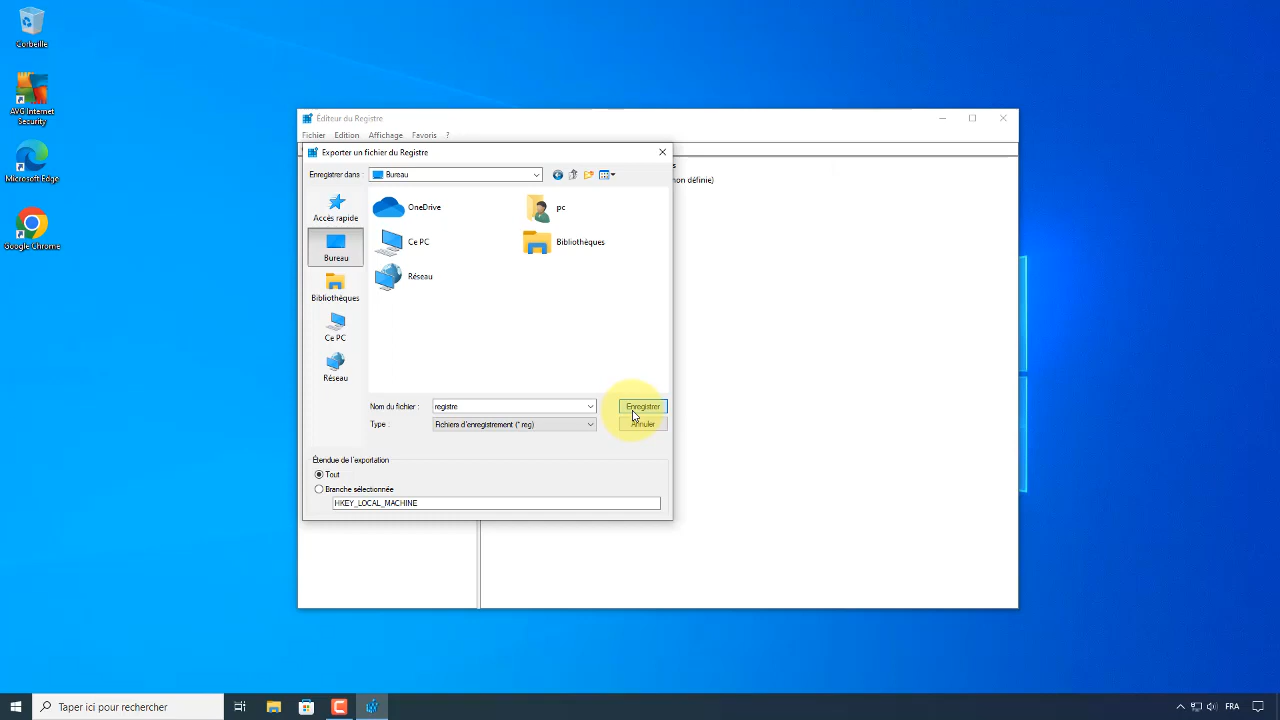 Corbeille
AVG Internet
Security
Microsoft Edge
Google Chrome
Éditeur du Registre
Fichier Edition Affichage Favoris ?
Exporter un fichier du Registre
Enregistrer dans : Bureau
non définie)
Accès rapide
Bureau
Bibliothèques
Ce PC
Réseau
OneDrive
pc
Ce PC
Bibliothèques
Réseau
Nom du fichier : registre Enregistrer
Type : Fichiers d'enregistrement (*.reg) Annuler
Étendue de l'exportation
Tout
Branche sélectionnée
HKEY_LOCAL_MACHINE
Taper ici pour rechercher
FRA